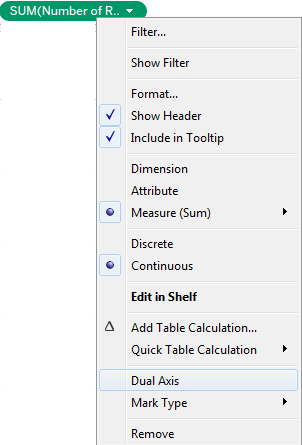 SUM(Number of R..
Filter...
Show Filter
Format...
Show Header
Include in Tooltip
Dimension
Attribute
Measure (Sum)
Discrete
Continuous
Edit in Shelf
Add Table Calculation...
Quick Table Calculation
Dual Axis
Mark Type
Remove